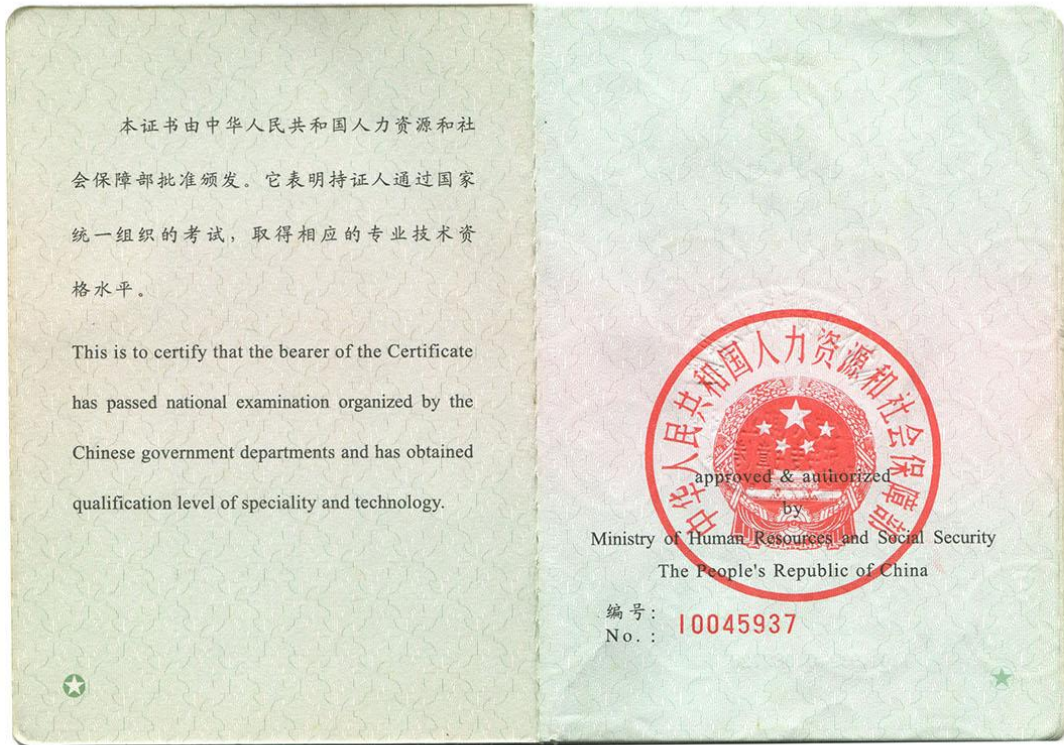 本证书由中华人民共和国人力资源和社
会保障部批准颁发。它表明持证人通过国家
统一组织的考试，取得相应的专业技术资
格水平。
This is to certify that the bearer of the Certificate
has passed national examination organized by the
Chinese government departments and has obtained
qualification level of speciality and technology.
中华人民共和国人力资源和社会保障部
approved & authorized
by
Ministry of Human Resources and Social Security
The People's Republic of China
编号:
No. :
10045937